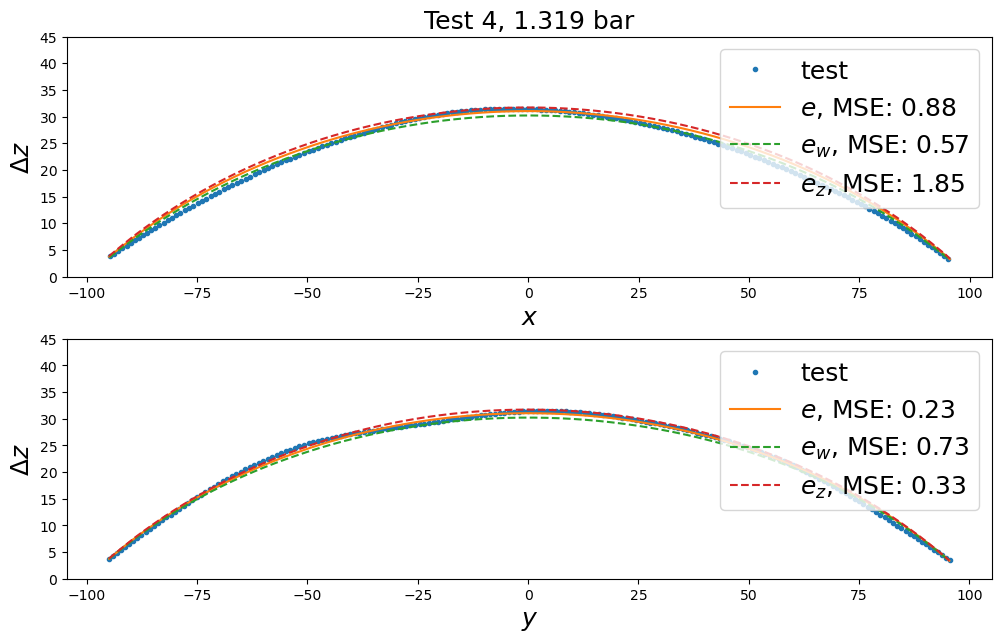 Test 4, 1.319 bar
45
40
35
30
25
20
15
10
5
0
Δz
test
e, MSE: 0.88
e_w, MSE: 0.57
e_z, MSE: 1.85
−100 −75 −50 −25 0 25 50 75 100
x
45
40
35
30
25
20
15
10
5
0
Δz
test
e, MSE: 0.23
e_w, MSE: 0.73
e_z, MSE: 0.33
−100 −75 −50 −25 0 25 50 75 100
y